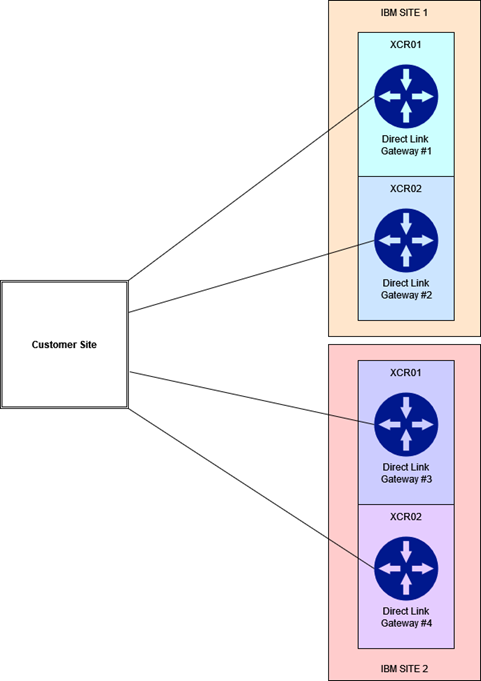 IBM SITE 1
XCR01
Direct Link
Gateway #1
XCR02
Direct Link
Gateway #2
Customer Site
XCR01
Direct Link
Gateway #3
XCR02
Direct Link
Gateway #4
IBM SITE 2